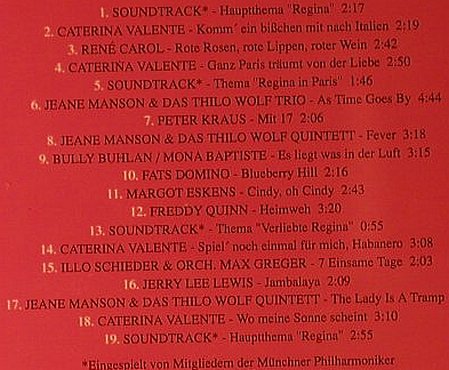 1. SOUNDTRACK* - Hauptthema "Regina" 2:17
2. CATERINA VALENTE - Komm´ ein bißchen mit nach Italien 2:19
3. RENÉ CAROL - Rote Rosen, rote Lippen, roter Wein 2:42
4. CATERINA VALENTE - Ganz Paris träumt von der Liebe 2:50
5. SOUNDTRACK* - Thema "Regina in Paris" 1:46
6. JEANE MANSON & DAS THILO WOLF TRIO - As Time Goes By 4:44
7. PETER KRAUS - Mit 17 2:06
8. JEANE MANSON & DAS THILO WOLF QUINTETT - Fever 3:18
9. BULLY BUHLAN / MONA BAPTISTE - Es liegt was in der Luft 3:15
10. FATS DOMINO - Blueberry Hill 2:16
11. MARGOT ESKENS - Cindy, oh Cindy 2:43
12. FREDDY QUINN - Heimweh 3:20
13. SOUNDTRACK* - Thema "Verliebte Regina" 0:55
14. CATERINA VALENTE - Spiel´ noch einmal für mich, Habanero 3:08
15. ILLO SCHIEDER & ORCH. MAX GREGER - 7 Einsame Tage 2:03
16. JERRY LEE LEWIS - Jambalaya 2:09
17. JEANE MANSON & DAS THILO WOLF QUINTETT - The Lady Is A Tramp
18. CATERINA VALENTE - Wo meine Sonne scheint 3:10
19. SOUNDTRACK* - Hauptthema "Regina" 2:55
*Eingespielt von Mitgliedern der Münchner Philharmoniker